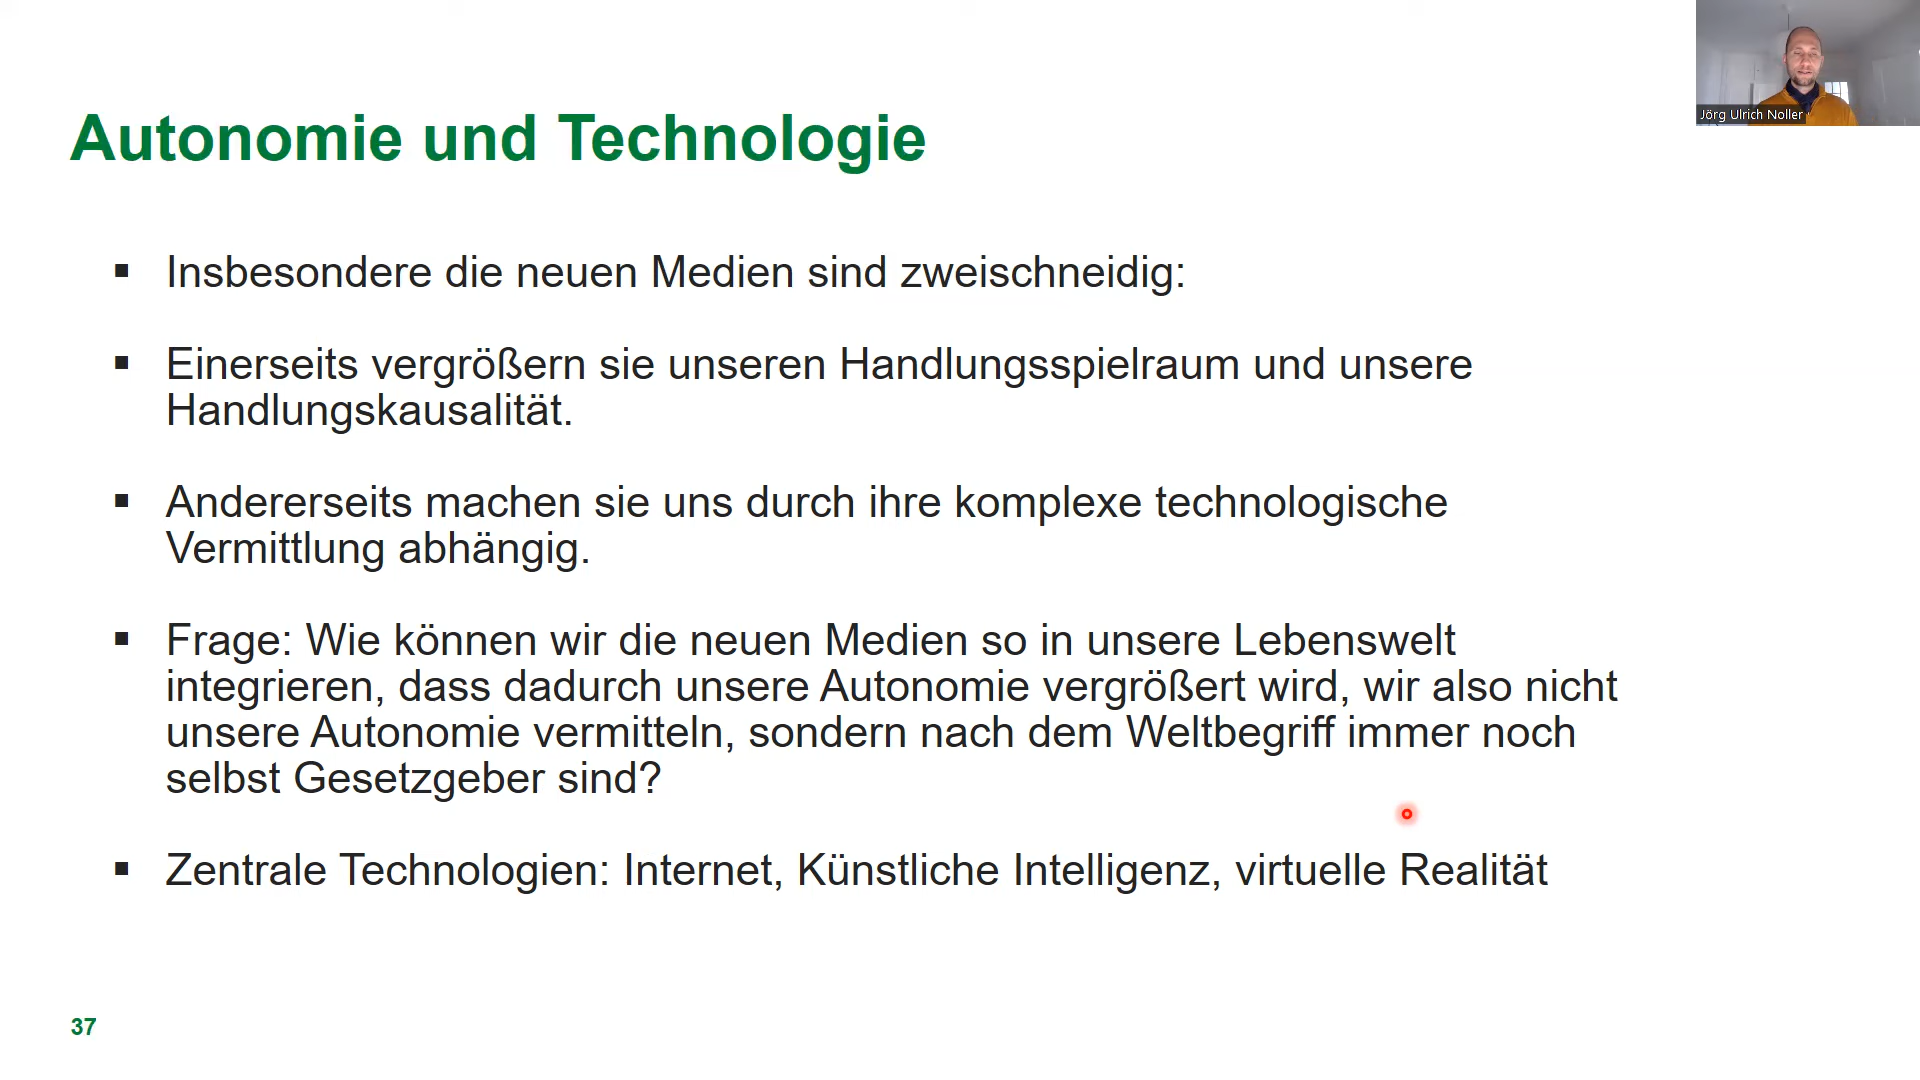 Jörg Ulrich Noller
Autonomie und Technologie
▪ Insbesondere die neuen Medien sind zweischneidig:
▪ Einerseits vergrößern sie unseren Handlungsspielraum und unsere
Handlungskausalität.
▪ Andererseits machen sie uns durch ihre komplexe technologische
Vermittlung abhängig.
▪ Frage: Wie können wir die neuen Medien so in unsere Lebenswelt
integrieren, dass dadurch unsere Autonomie vergrößert wird, wir also nicht
unsere Autonomie vermitteln, sondern nach dem Weltbegriff immer noch
selbst Gesetzgeber sind?
▪ Zentrale Technologien: Internet, Künstliche Intelligenz, virtuelle Realität
37